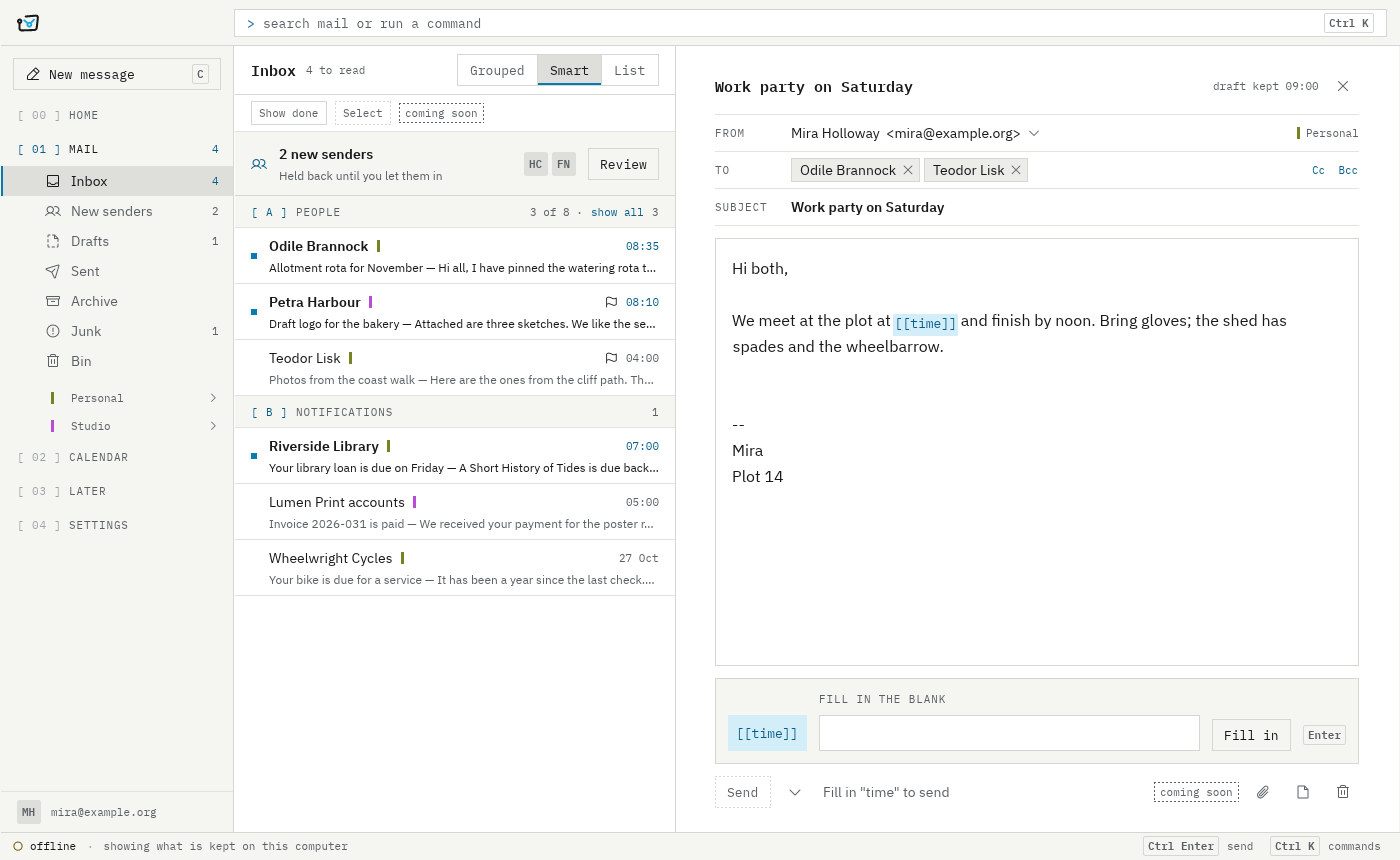 > search mail or run a command
Ctrl K
New message
C
[ 00 ] HOME
[ 01 ] MAIL 4
Inbox 4
New senders 2
Drafts 1
Sent
Archive
Junk 1
Bin
Personal
Studio
[ 02 ] CALENDAR
[ 03 ] LATER
[ 04 ] SETTINGS
MH mira@example.org
Inbox 4 to read
Grouped Smart List
Show done Select coming soon
2 new senders
Held back until you let them in
HC FN Review
[ A ] PEOPLE 3 of 8 · show all 3
Odile Brannock 08:35
Allotment rota for November — Hi all, I have pinned the watering rota t...
Petra Harbour 08:10
Draft logo for the bakery — Attached are three sketches. We like the se...
Teodor Lisk 04:00
Photos from the coast walk — Here are the ones from the cliff path. Th...
[ B ] NOTIFICATIONS 1
Riverside Library 07:00
Your library loan is due on Friday — A Short History of Tides is due back...
Lumen Print accounts 05:00
Invoice 2026-031 is paid — We received your payment for the poster r...
Wheelwright Cycles 27 Oct
Your bike is due for a service — It has been a year since the last check....
Work party on Saturday draft kept 09:00
FROM Mira Holloway <mira@example.org> Personal
TO Odile Brannock Teodor Lisk Cc Bcc
SUBJECT Work party on Saturday
Hi both,
We meet at the plot at [[time]] and finish by noon. Bring gloves; the shed has
spades and the wheelbarrow.
--
Mira
Plot 14
FILL IN THE BLANK
[[time]] Fill in Enter
Send Fill in "time" to send coming soon
offline · showing what is kept on this computer
Ctrl Enter send Ctrl K commands